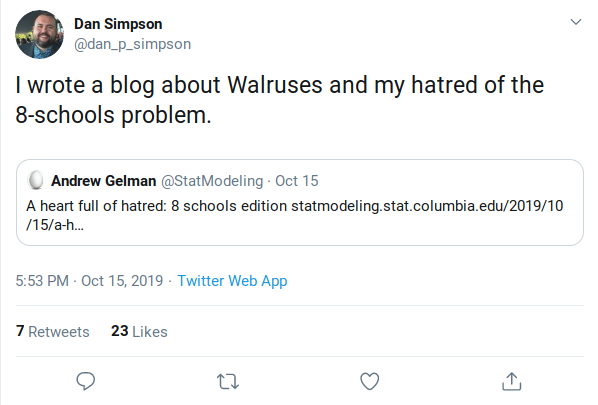 Dan Simpson
@dan_p_simpson
I wrote a blog about Walruses and my hatred of the
8-schools problem.
Andrew Gelman @StatModeling · Oct 15
A heart full of hatred: 8 schools edition statmodeling.stat.columbia.edu/2019/10
/15/a-h…
5:53 PM · Oct 15, 2019 · Twitter Web App
7 Retweets 23 Likes